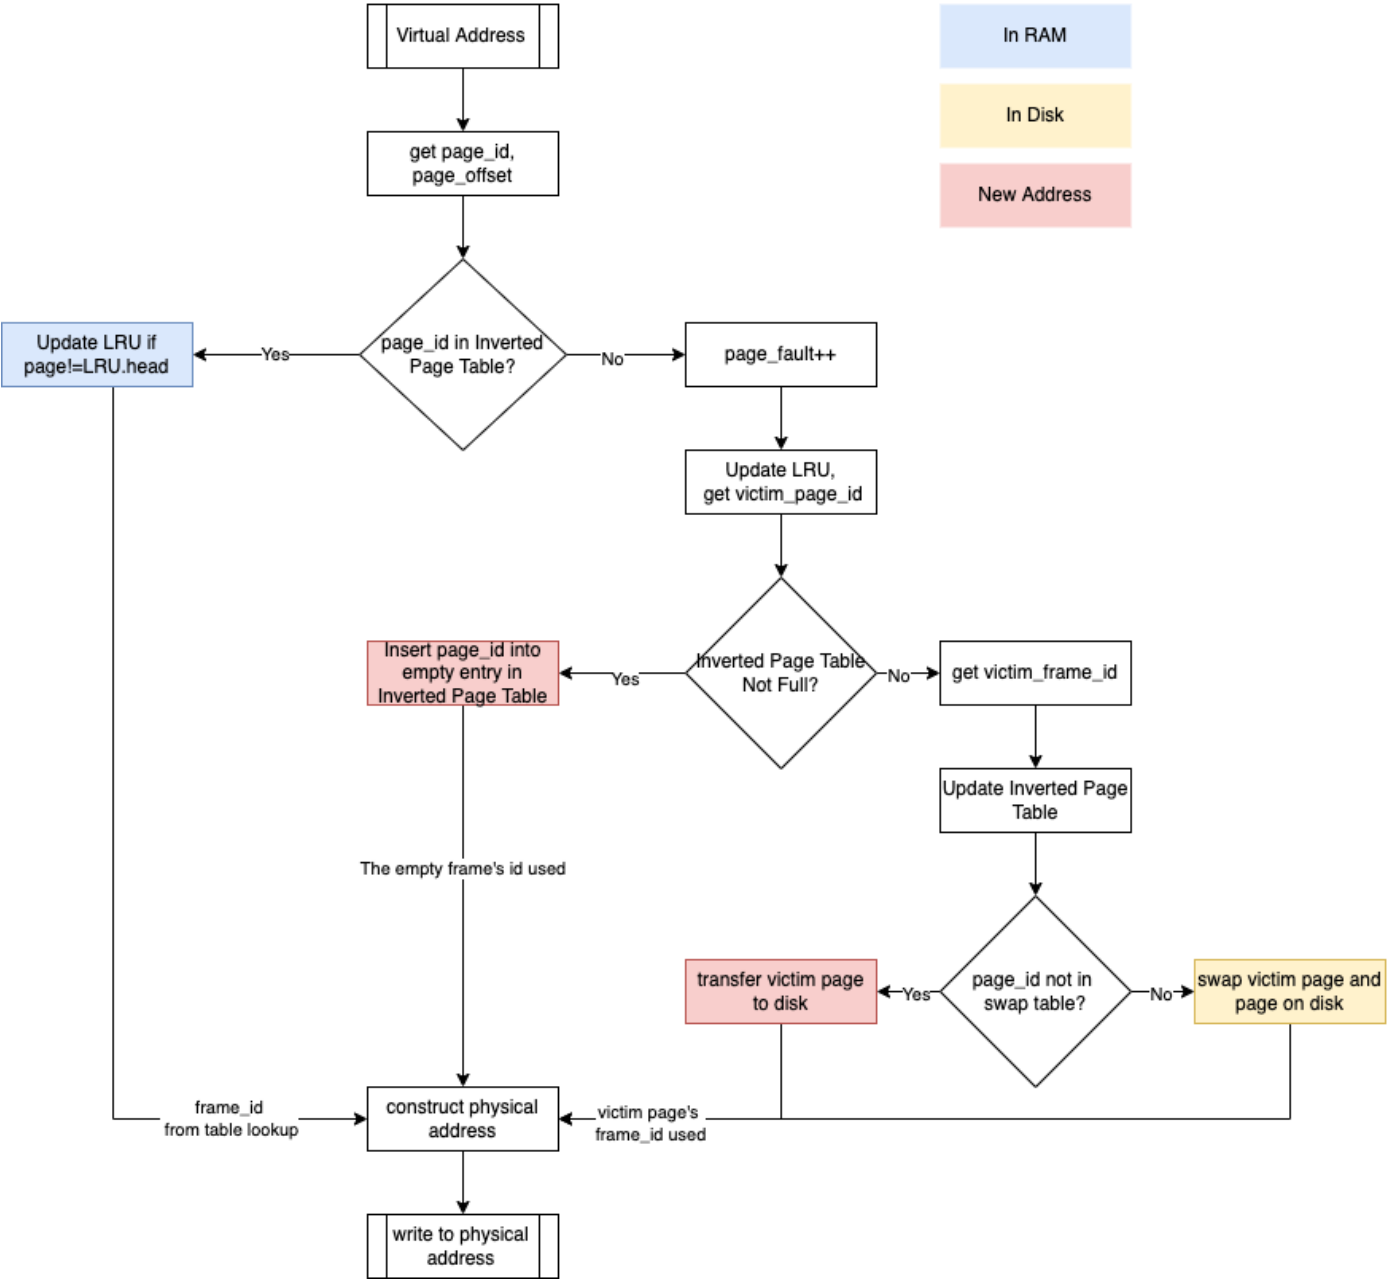 Virtual Address
In RAM
In Disk
get page_id,
page_offset
New Address
Update LRU if
page!=LRU.head
Yes
page_id in Inverted
Page Table?
No
page_fault++
Update LRU,
get victim_page_id
Insert page_id into
empty entry in
Inverted Page Table
Yes
Inverted Page Table
Not Full?
No
get victim_frame_id
Update Inverted Page
Table
The empty frame's id used
transfer victim page
to disk
Yes
page_id not in
swap table?
No
swap victim page and
page on disk
frame_id
from table lookup
construct physical
address
victim page's
frame_id used
write to physical
address